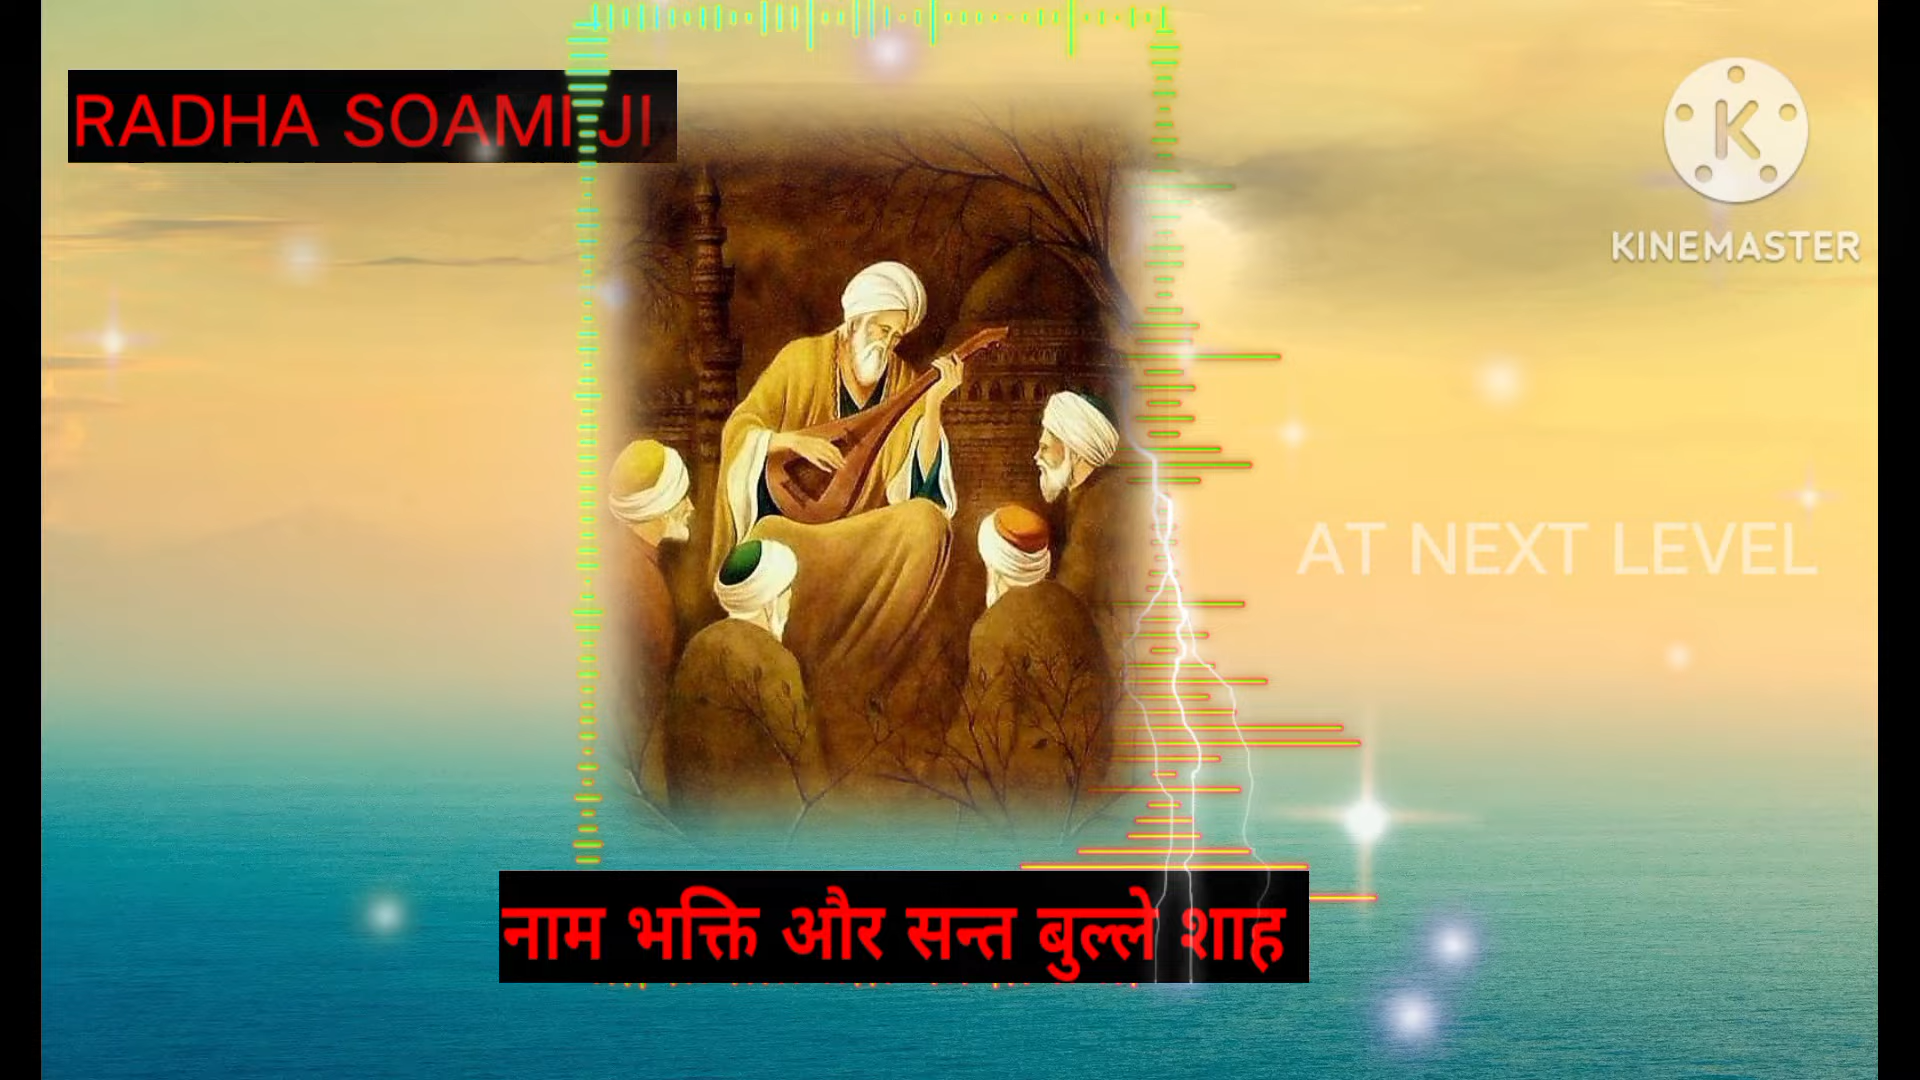 RADHA SOAMI JI
K
KINEMASTER
AT NEXT LEVEL
नाम भक्ति और सन्त बुल्ले शाह